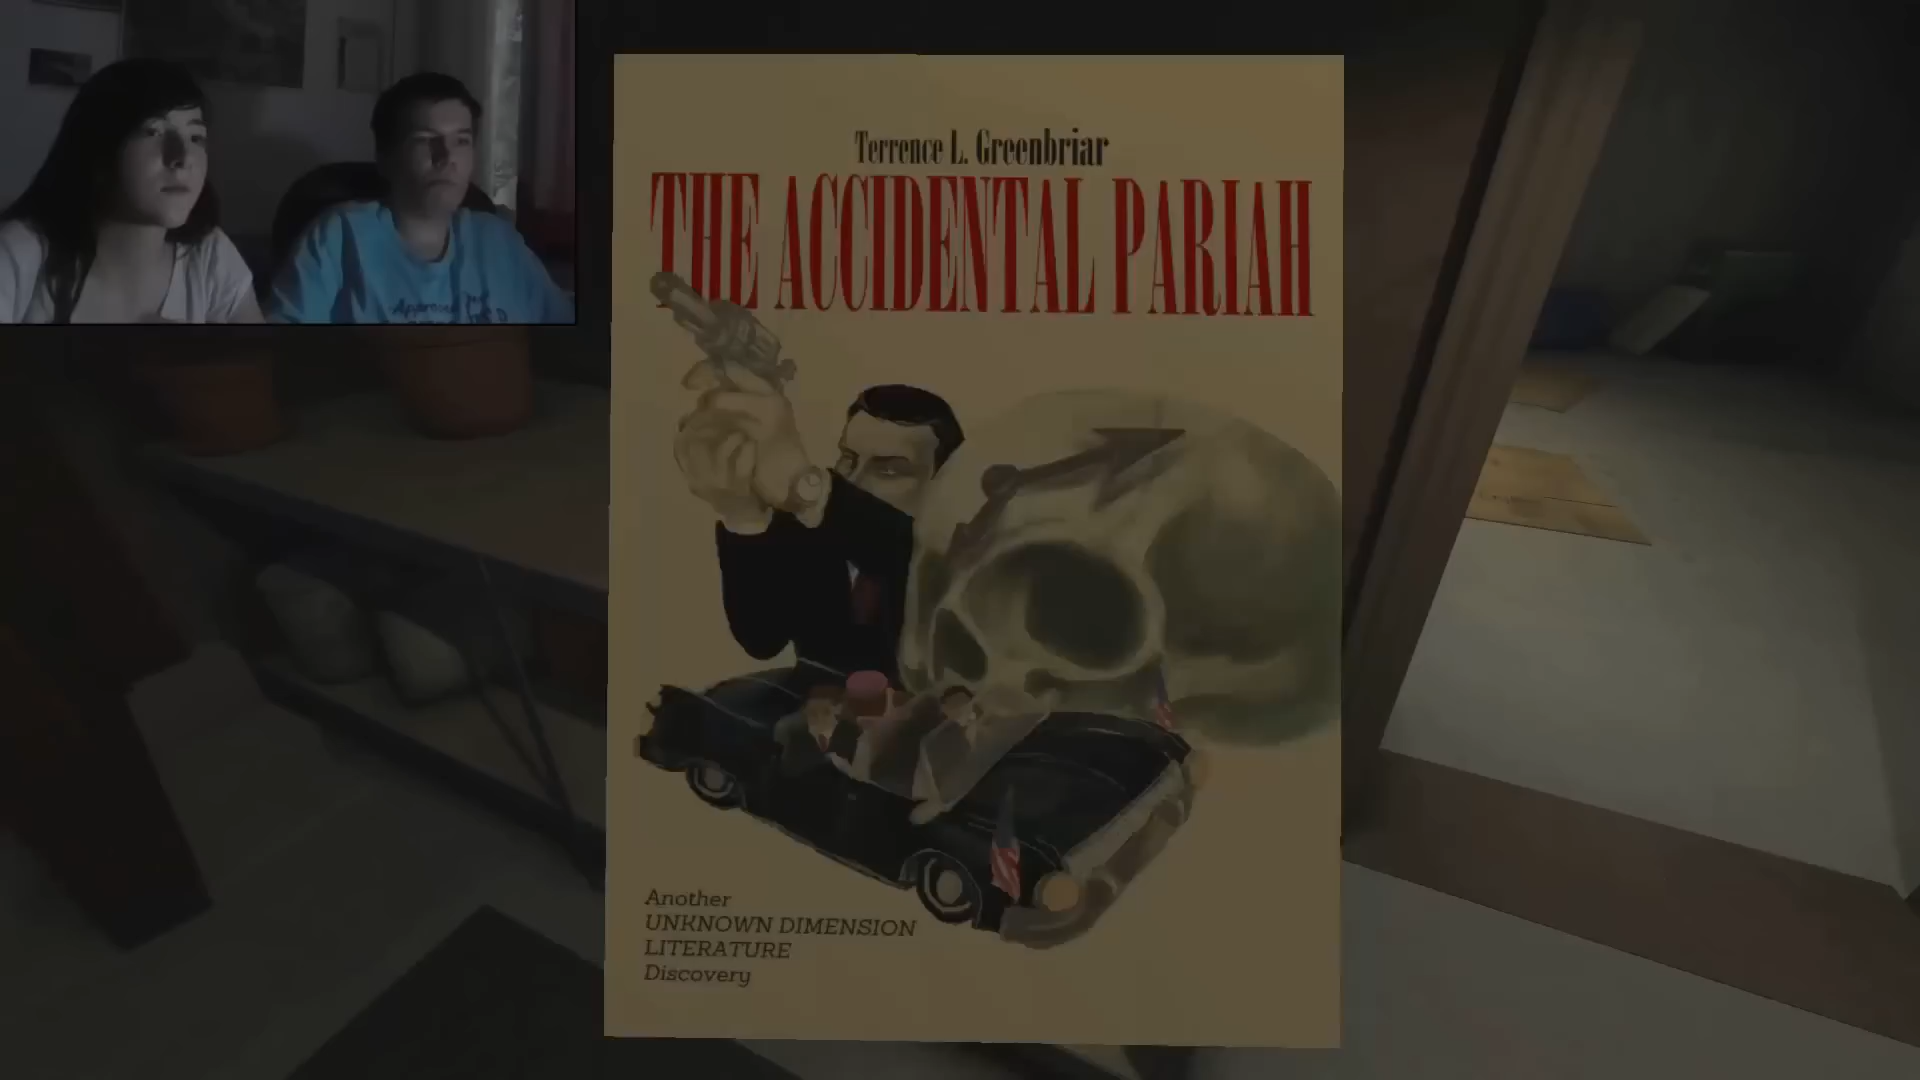 Terrence L. Greenbriar
THE ACCIDENTAL PARIAH
Another
UNKNOWN DIMENSION
LITERATURE
Discovery